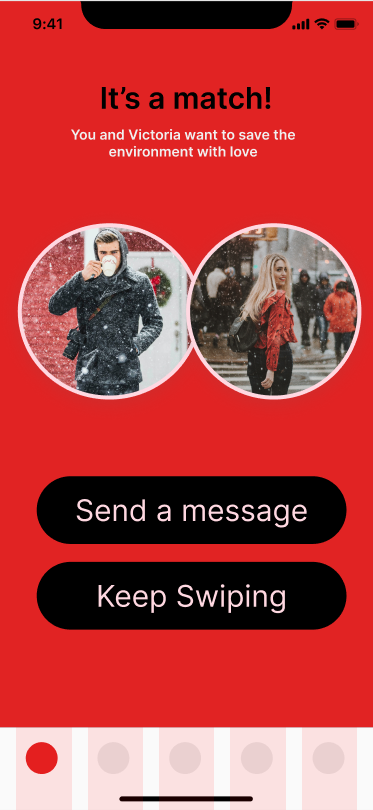 9:41
It’s a match!
You and Victoria want to save the
environment with love
Send a message
Keep Swiping